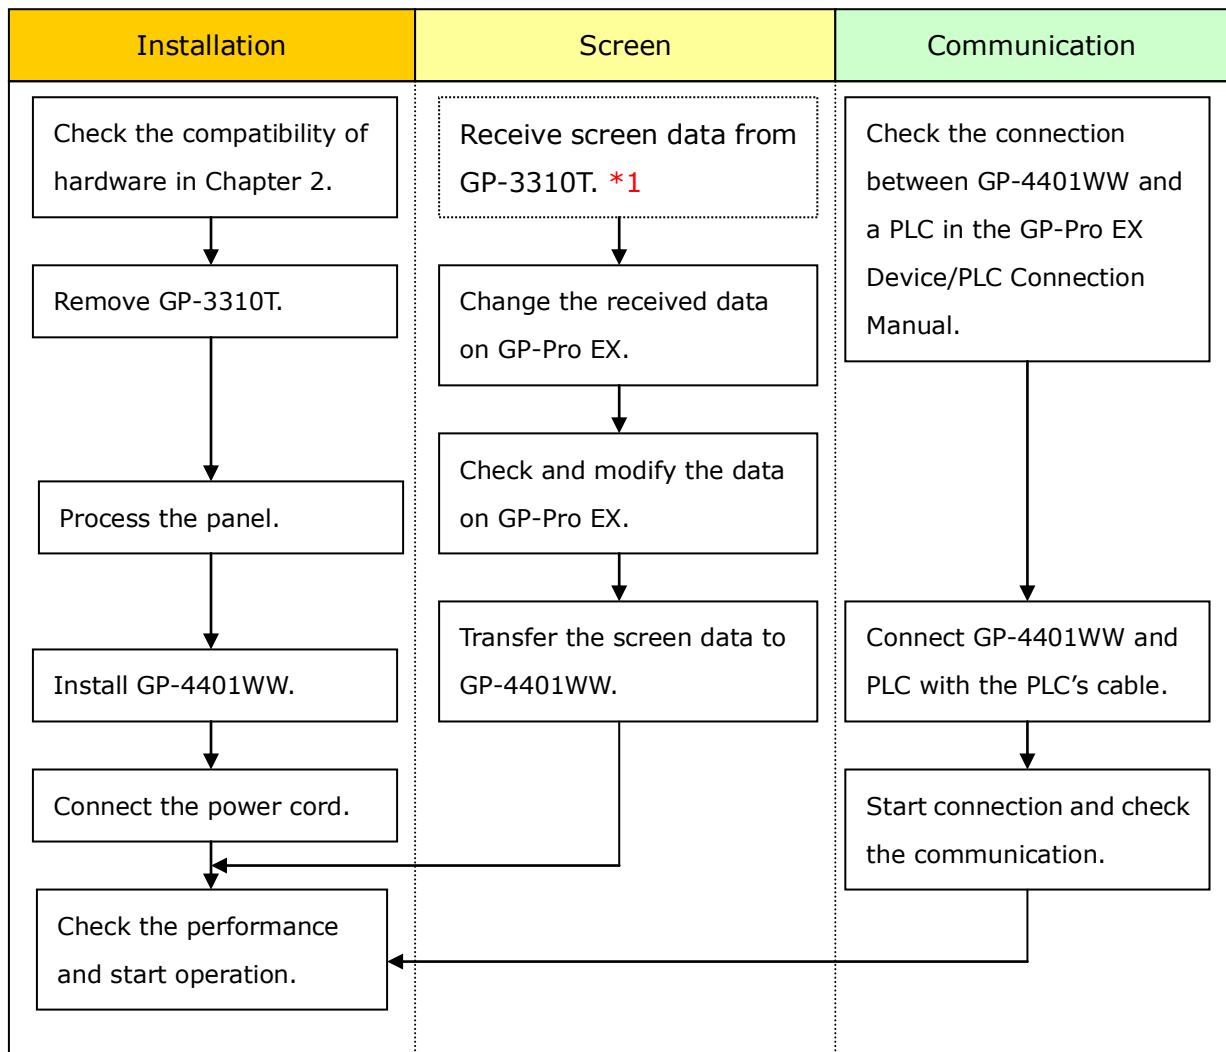 Installation
Screen
Communication
Check the compatibility of
hardware in Chapter 2.
Remove GP-3310T.
Process the panel.
Install GP-4401WW.
Connect the power cord.
Check the performance
and start operation.
Receive screen data from
GP-3310T. *1
Change the received data
on GP-Pro EX.
Check and modify the data
on GP-Pro EX.
Transfer the screen data to
GP-4401WW.
Check the connection
between GP-4401WW and
a PLC in the GP-Pro EX
Device/PLC Connection
Manual.
Connect GP-4401WW and
PLC with the PLC’s cable.
Start connection and check
the communication.